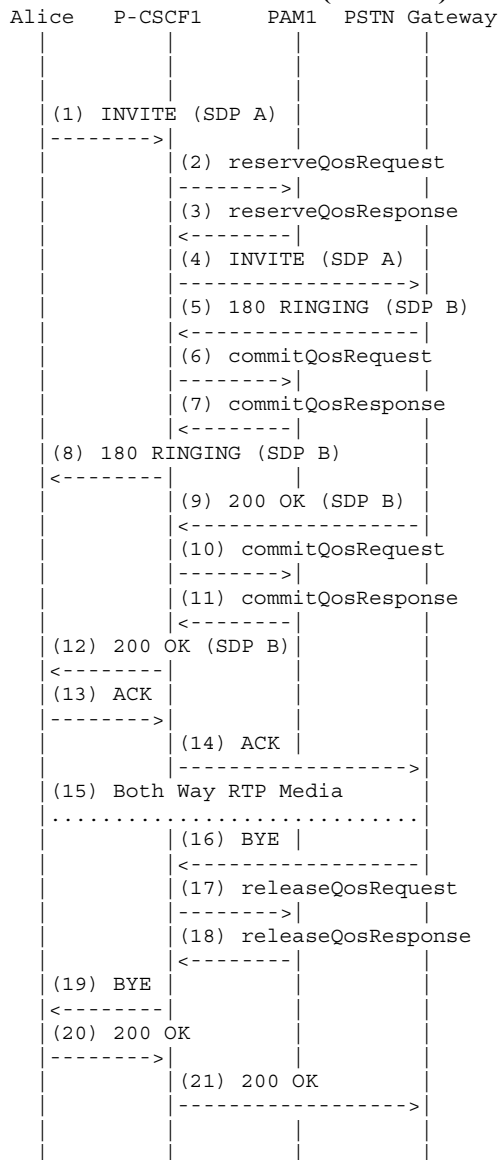 Alice P-CSCF1 PAM1 PSTN Gateway
(1) INVITE (SDP A)
(2) reserveQosRequest
(3) reserveQosResponse
(4) INVITE (SDP A)
(5) 180 RINGING (SDP B)
(6) commitQosRequest
(7) commitQosResponse
(8) 180 RINGING (SDP B)
(9) 200 OK (SDP B)
(10) commitQosRequest
(11) commitQosResponse
(12) 200 OK (SDP B)
(13) ACK
(14) ACK
(15) Both Way RTP Media
(16) BYE
(17) releaseQosRequest
(18) releaseQosResponse
(19) BYE
(20) 200 OK
(21) 200 OK